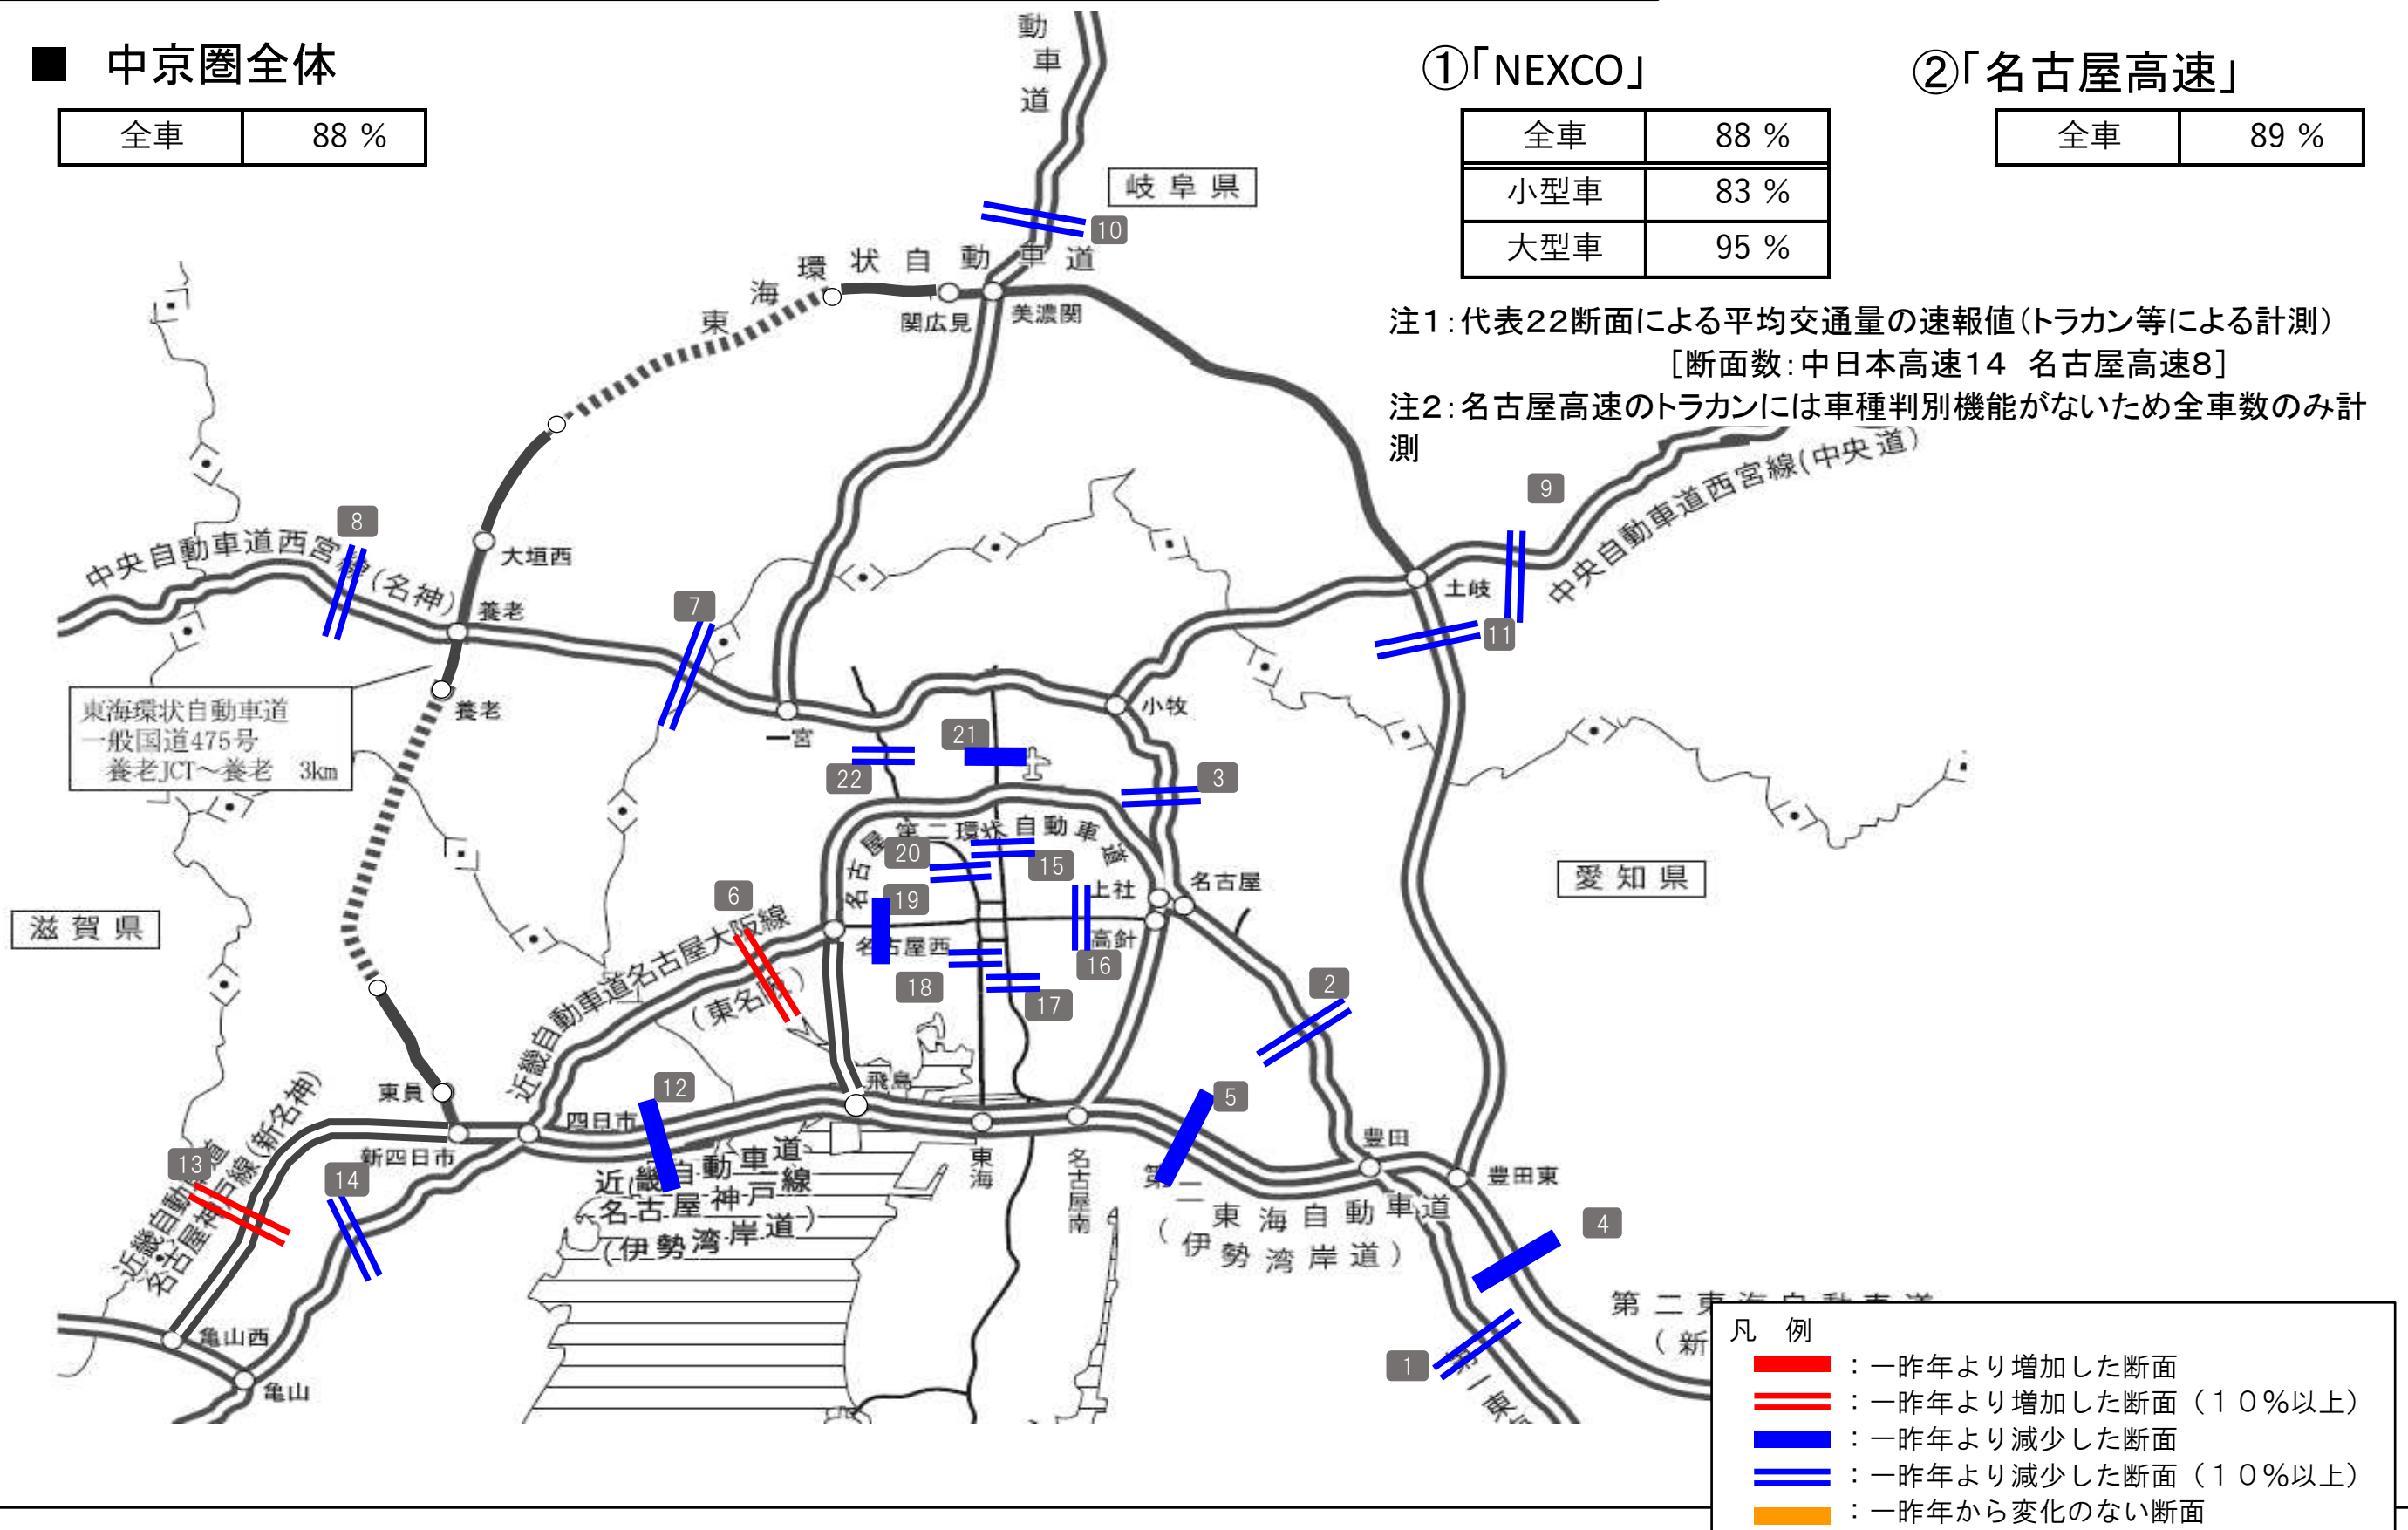 ■ 中京圏全体
全車 88 %
①「NEXCO」
全車 88 %
小型車 83 %
大型車 95 %
②「名古屋高速」
全車 89 %
注1：代表22断面による平均交通量の速報値（トラカン等による計測）
［断面数：中日本高速14 名古屋高速8］
注2：名古屋高速のトラカンには車種判別機能がないため全車数のみ計
測
動車道
岐阜県
10
東海環状自動車道
関広見
美濃関
9
中央自動車道西宮線(中央道)
8
中央自動車道西宮線(名神)
大垣西
養老
7
土岐
11
東海環状自動車道
一般国道475号
養老JCT～養老 3km
養老
一宮
小牧
21
22
3
名古屋第二環状自動車道
20
15
上社
名古屋
愛知県
19
6
滋賀県
名古屋西
高針
16
近畿自動車道名古屋大阪線
(東名阪)
18
17
2
飛島
12
5
東員
四日市
新四日市
13
14
近畿自動車道
名古屋神戸線(新名神)
近畿自動車道
名古屋神戸線
(伊勢湾岸道)
東海
名古屋南
豊田
豊田東
第二東海自動車道
(伊勢湾岸道)
4
亀山西
亀山
1
第二東海自動車道
(新
第一東
凡 例
：一昨年より増加した断面
：一昨年より増加した断面（１０％以上）
：一昨年より減少した断面
：一昨年より減少した断面（１０％以上）
：一昨年から変化のない断面